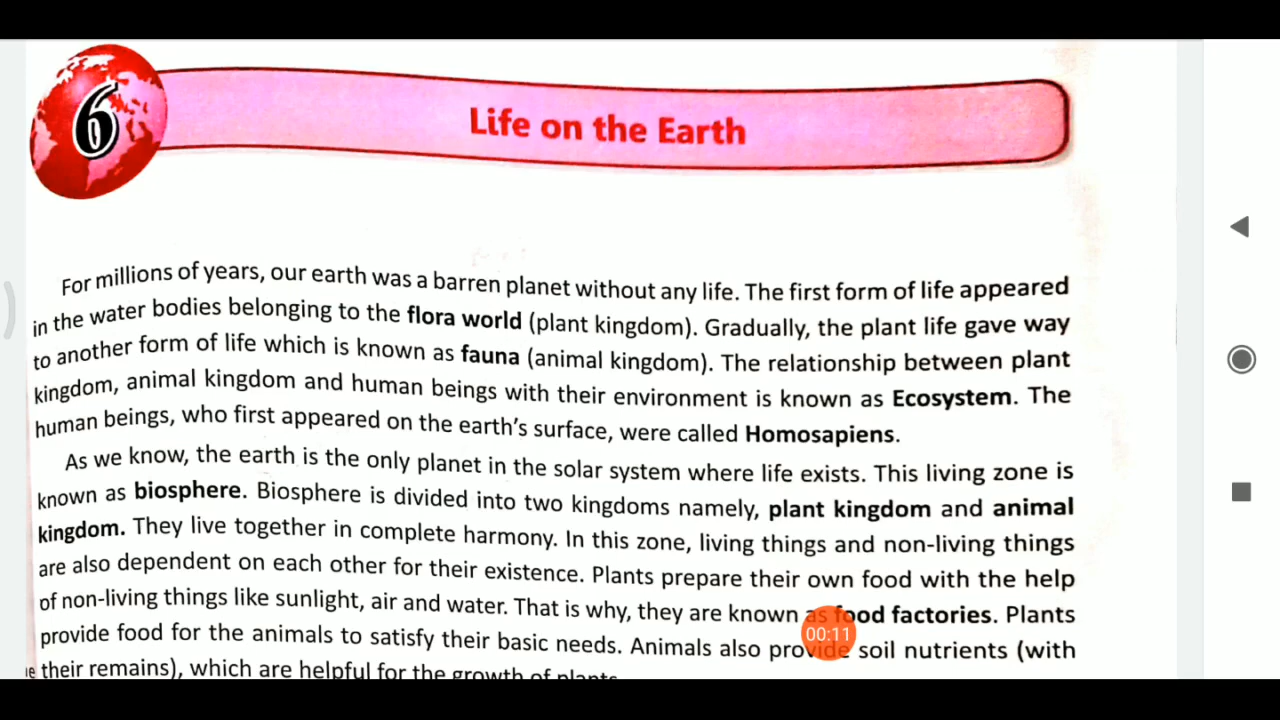 6
Life on the Earth
For millions of years, our earth was a barren planet without any life. The first form of life appeared
in the water bodies belonging to the flora world (plant kingdom). Gradually, the plant life gave way
to another form of life which is known as fauna (animal kingdom). The relationship between plant
kingdom, animal kingdom and human beings with their environment is known as Ecosystem. The
human beings, who first appeared on the earth's surface, were called Homosapiens.
As we know, the earth is the only planet in the solar system where life exists. This living zone is
known as biosphere. Biosphere is divided into two kingdoms namely, plant kingdom and animal
kingdom. They live together in complete harmony. In this zone, living things and non-living things
are also dependent on each other for their existence. Plants prepare their own food with the help
of non-living things like sunlight, air and water. That is why, they are known as food factories. Plants
provide food for the animals to satisfy their basic needs. Animals also provide soil nutrients (with
their remains), which are helpful for the growth of plants.
00:11